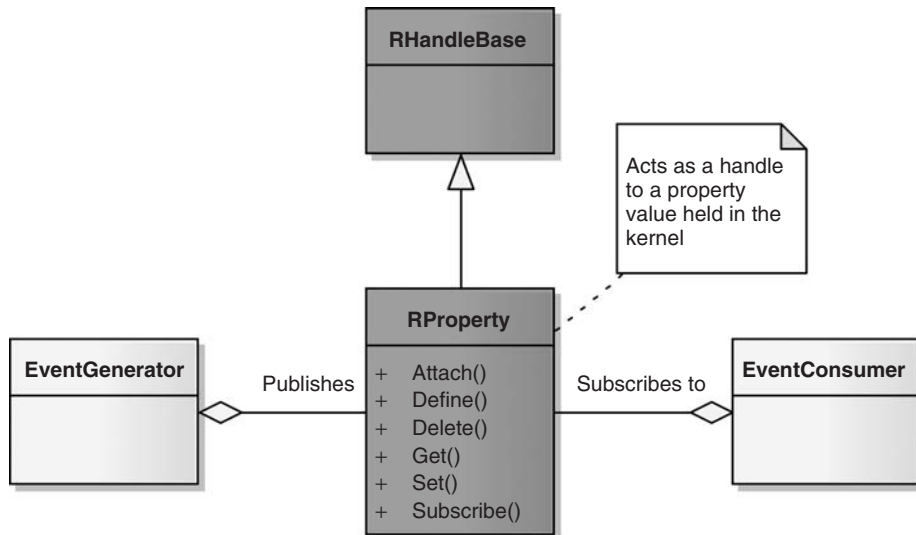 RHandleBase
Acts as a handle
to a property
value held in the
kernel
RProperty
EventGenerator
Publishes
+ Attach()
+ Define()
+ Delete()
+ Get()
+ Set()
+ Subscribe()
Subscribes to
EventConsumer